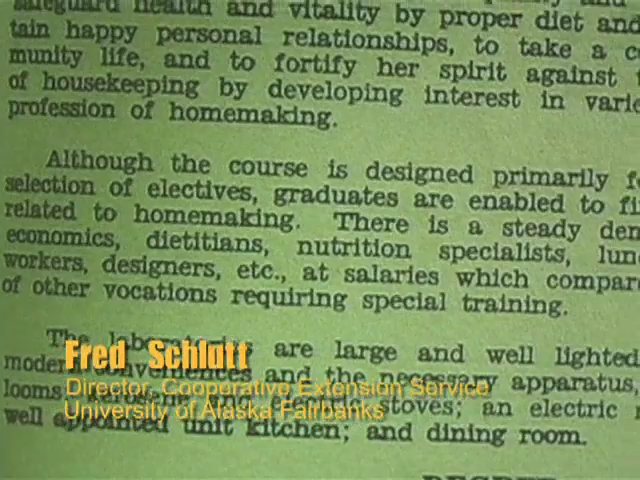 safeguard health and vitality by proper diet and
tain happy personal relationships, to take a
munity life, and to fortify her spirit against
of housekeeping by developing interest in
profession of homemaking.
Although the course is designed primarily
selection of electives, graduates are enabled to
related to homemaking. There is a steady
economics, dietitians, nutrition specialists,
workers, designers, etc., at salaries which
of other vocations requiring special training.
The laboratories are large and well lighted
Fred Schlutt
modern conveniences and the necessary apparatus,
Director, Cooperative Extension Service
looms, stoves; an electric
University of Alaska Fairbanks
well appointed unit kitchen; and dining room.